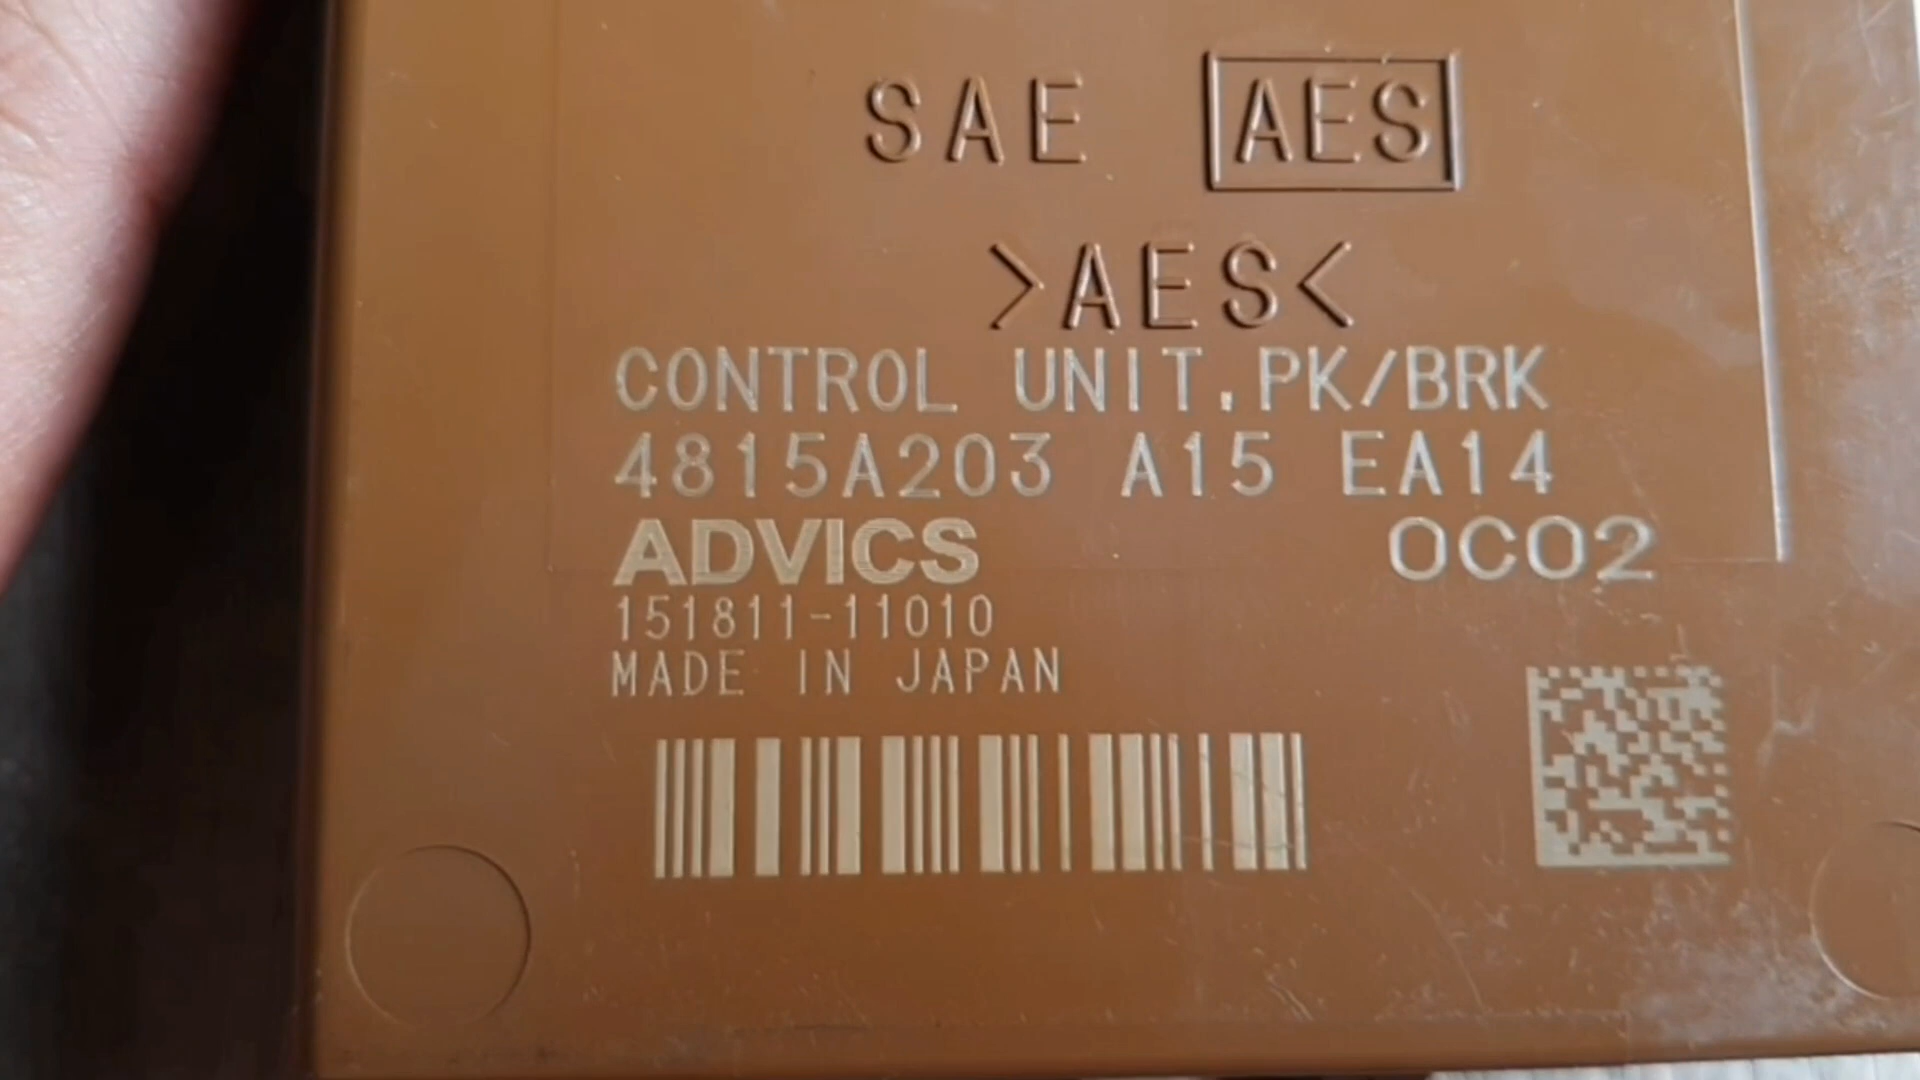 SAE AES
>AES<
CONTROL UNIT,PK/BRK
4815A203 A15 EA14
ADVICS 0C02
151811-11010
MADE IN JAPAN